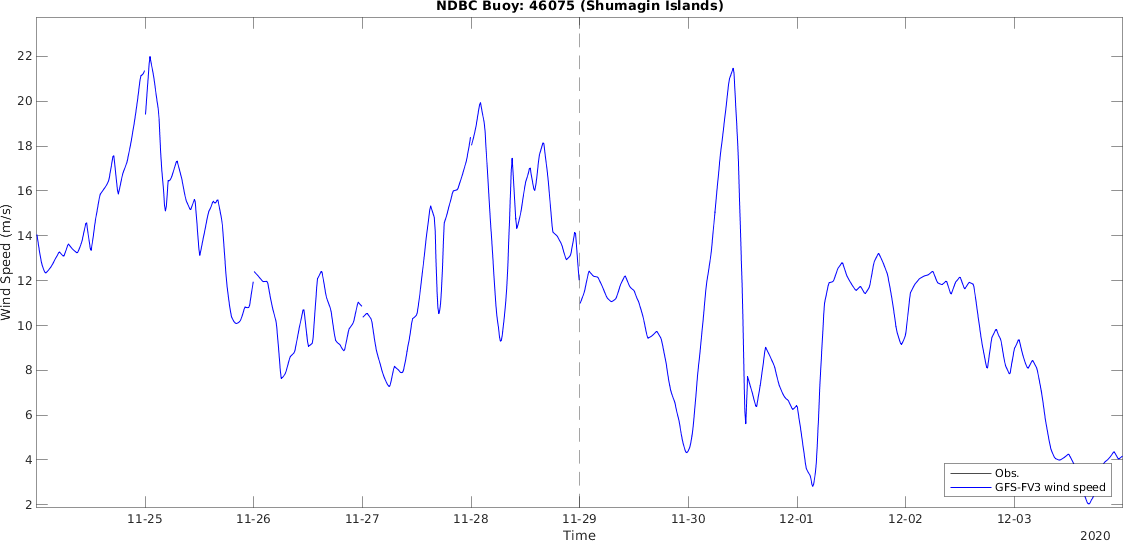 NDBC Buoy: 46075 (Shumagin Islands)
Wind Speed (m/s)
22
20
18
16
14
12
10
8
6
4
2
Obs.
GFS-FV3 wind speed
11-25 11-26 11-27 11-28 11-29 11-30 12-01 12-02 12-03
Time
2020